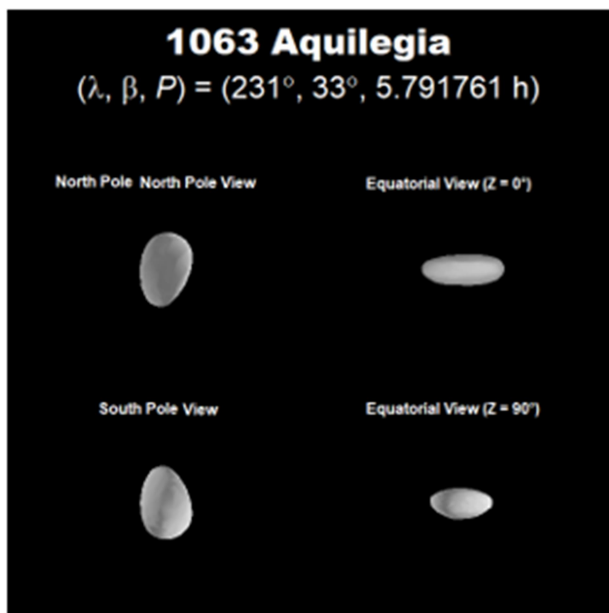 1063 Aquilegia
(λ, β, P) = (231°, 33°, 5.791761 h)
North Pole North Pole View
Equatorial View (Z = 0°)
South Pole View
Equatorial View (Z = 90°)